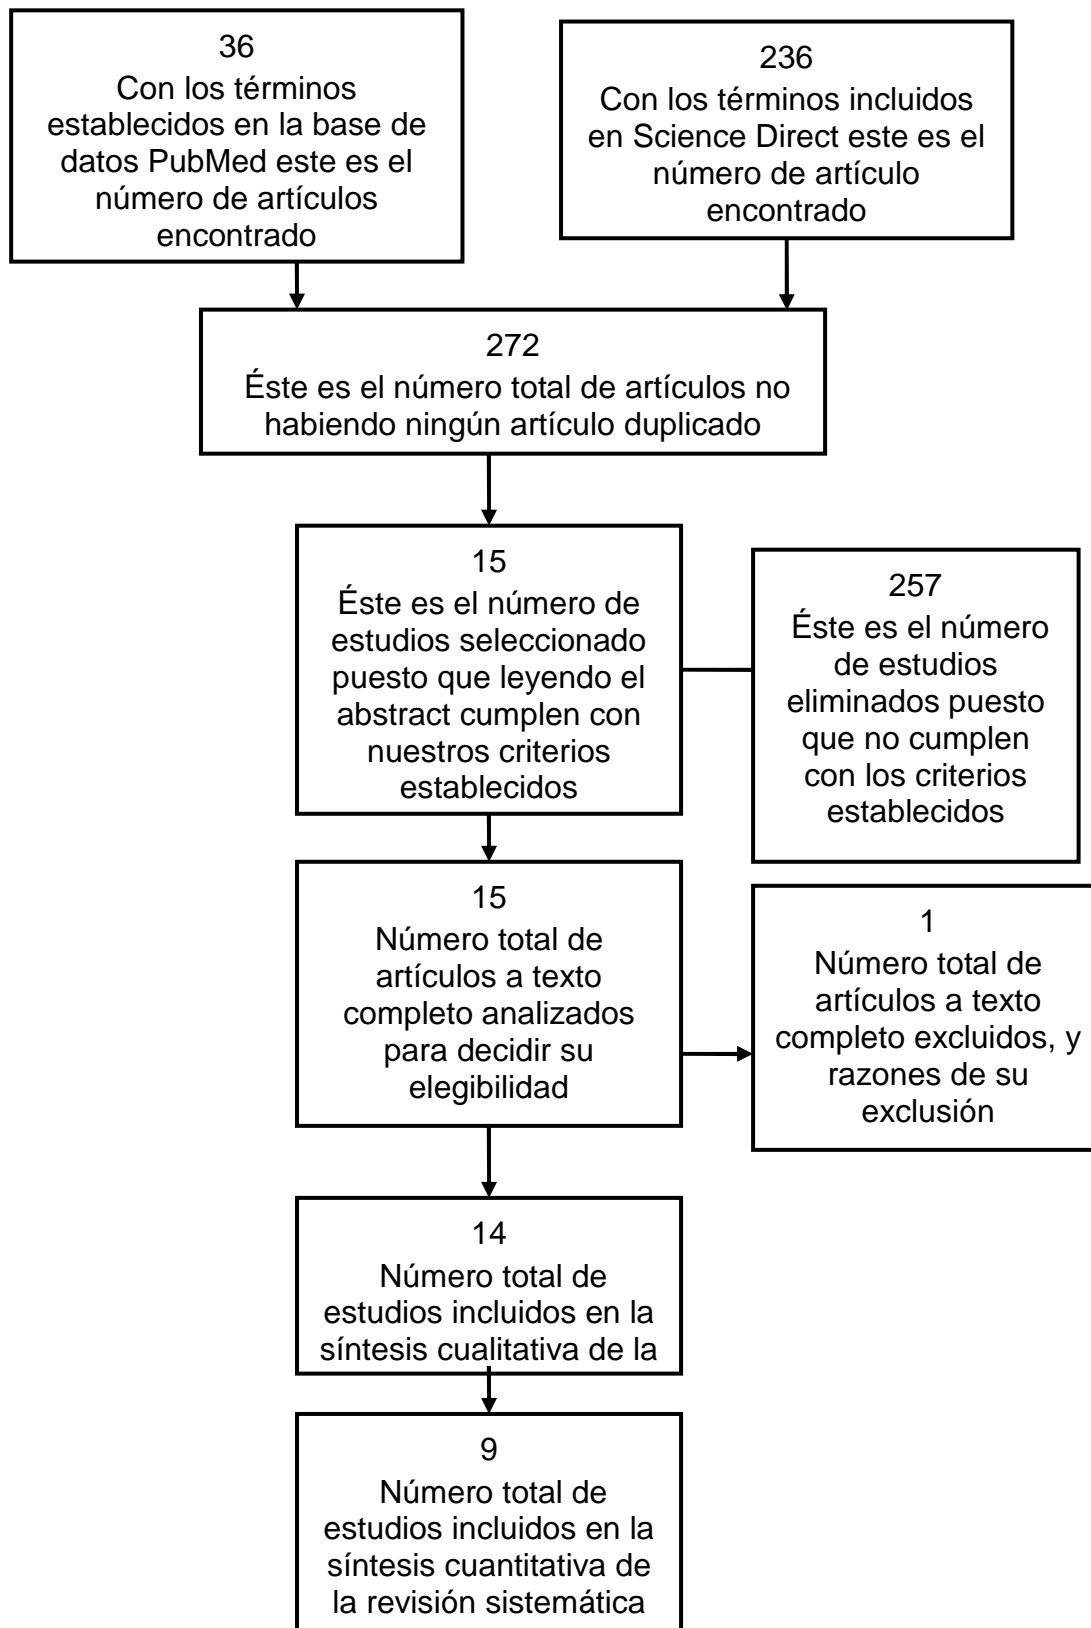 36
Con los términos
establecidos en la base de
datos PubMed este es el
número de artículos
encontrado
236
Con los términos incluidos
en Science Direct este es el
número de artículo
encontrado
272
Éste es el número total de artículos no
habiendo ningún artículo duplicado
15
Éste es el número de
estudios seleccionado
puesto que leyendo el
abstract cumplen con
nuestros criterios
establecidos
257
Éste es el número
de estudios
eliminados puesto
que no cumplen
con los criterios
establecidos
15
Número total de
artículos a texto
completo analizados
para decidir su
elegibilidad
1
Número total de
artículos a texto
completo excluidos, y
razones de su
exclusión
14
Número total de
estudios incluidos en la
síntesis cualitativa de la
9
Número total de
estudios incluidos en la
síntesis cuantitativa de
la revisión sistemática